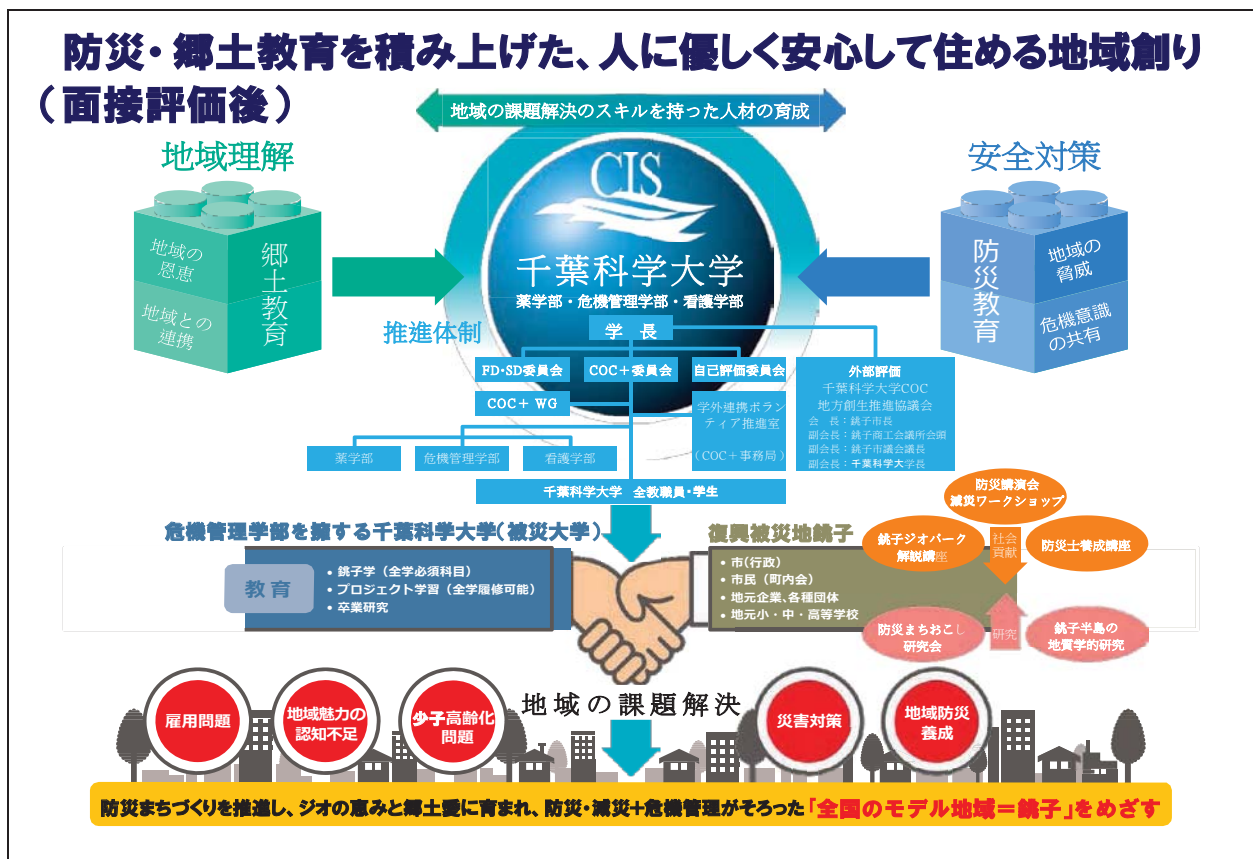 防災・郷土教育を積み上げた、人に優しく安心して住める地域創り
（面接評価後）
地域の課題解決のスキルを持った人材の育成
地域理解
安全対策
地域の
恩恵
地域との
連携
郷土教育
CIS
千葉科学大学
薬学部・危機管理学部・看護学部
防災教育
地域の
脅威
危機意識
の共有
推進体制
学 長
FD・SD委員会
COC＋委員会
自己評価委員会
COC＋ WG
学外連携ボラン
ティア推進室
（COC＋事務局）
外部評価
千葉科学大学COC
地方創生推進協議会
会 長：銚子市長
副会長：銚子商工会議所会頭
副会長：銚子市議会議長
副会長：千葉科学大学長
薬学部
危機管理学部
看護学部
千葉科学大学 全教職員・学生
危機管理学部を擁する千葉科学大学（被災大学）
教育
・銚子学（全学必須科目）
・プロジェクト学習（全学履修可能）
・卒業研究
復興被災地銚子
・市（行政）
・市民（町内会）
・地元企業、各種団体
・地元小・中・高等学校
防災講演会
減災ワークショップ
銚子ジオパーク
解説講座
社会
貢献
防災士養成講座
防災まちおこし
研究会
研究
銚子半島の
地質学的研究
地域の課題解決
雇用問題
地域魅力の
認知不足
少子高齢化
問題
災害対策
地域防災
養成
防災まちづくりを推進し、ジオの恵みと郷土愛に育まれ、防災・減災＋危機管理がそろった「全国のモデル地域＝銚子」をめざす